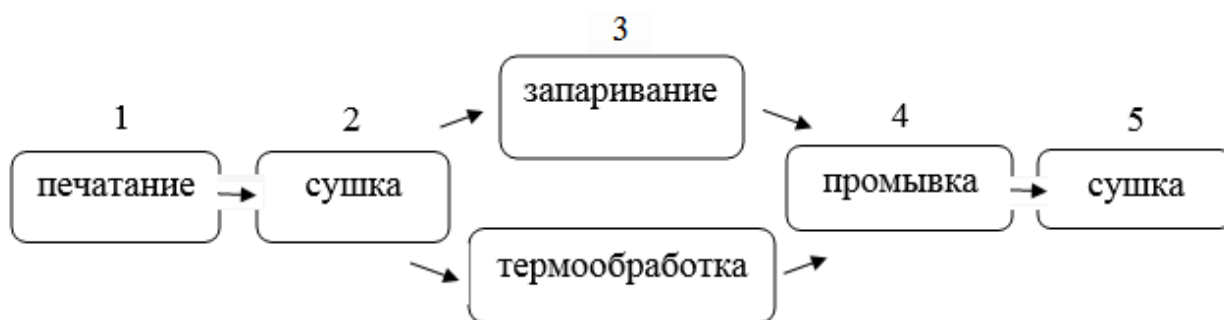 3
запаривание
1
2
4
5
печатание
сушка
промывка
сушка
термообработка